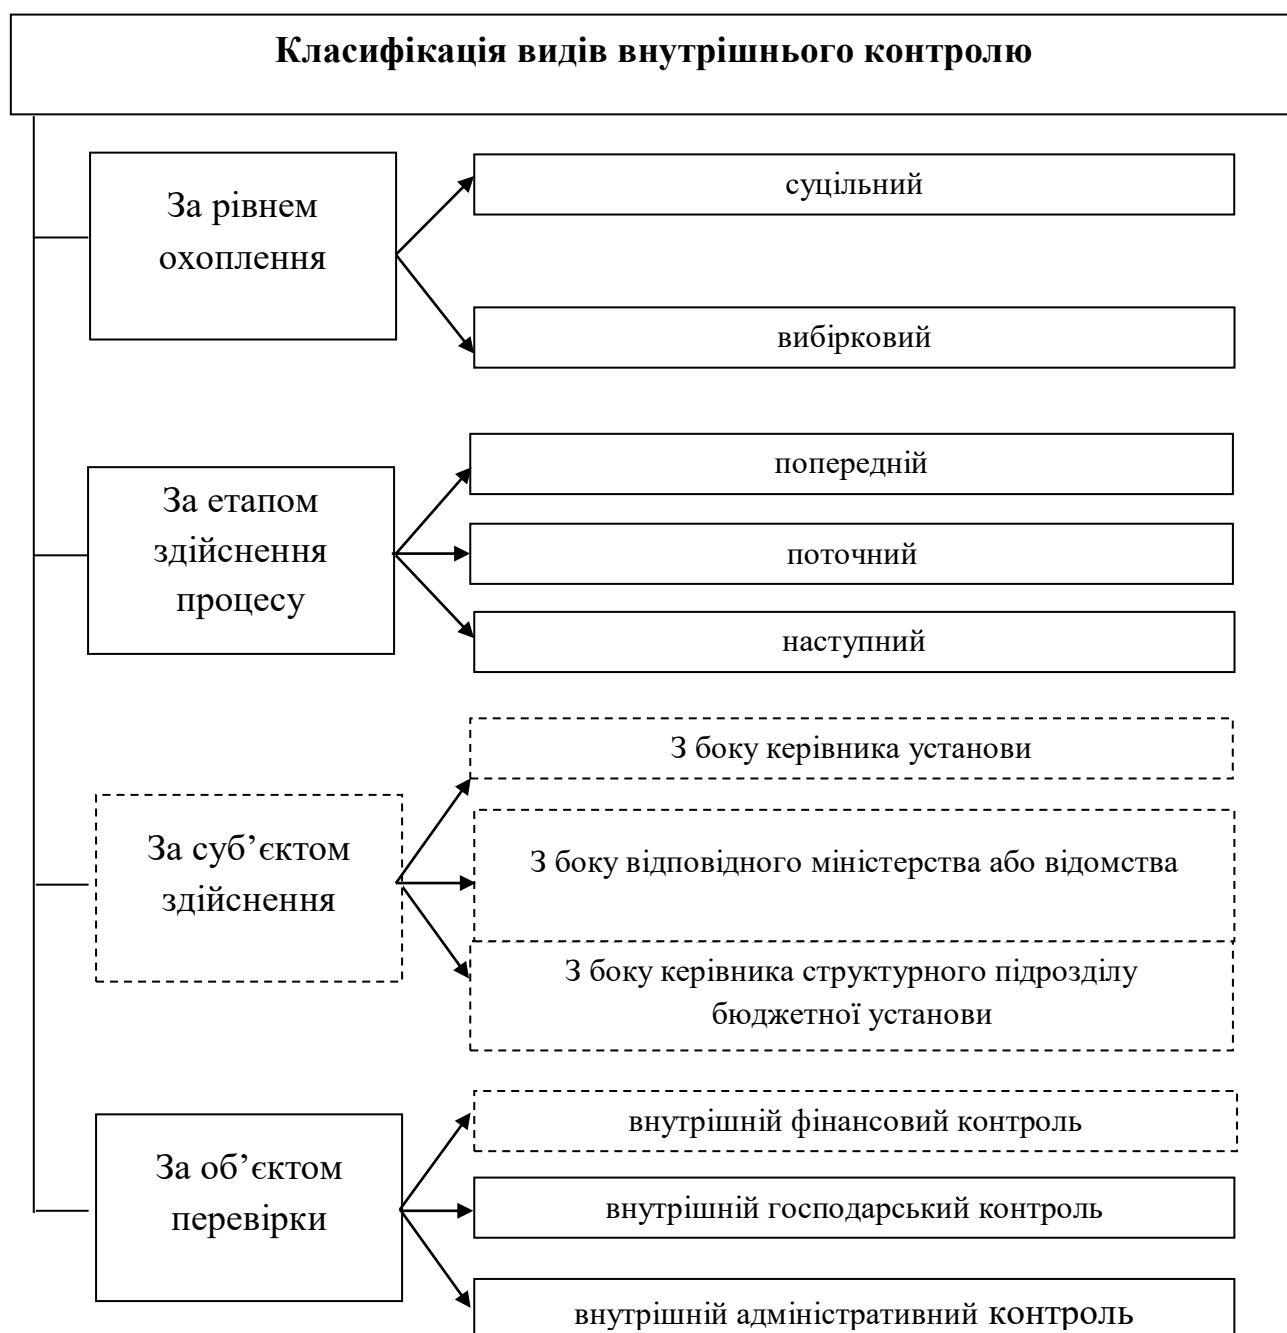 Класифікація видів внутрішнього контролю
За рівнем
охоплення
суцільний
вибірковий
За етапом
здійснення
процесу
попередній
поточний
наступний
За суб’єктом
здійснення
З боку керівника установи
З боку відповідного міністерства або відомства
З боку керівника структурного підрозділу
бюджетної установи
За об’єктом
перевірки
внутрішній фінансовий контроль
внутрішній господарський контроль
внутрішній адміністративний контроль